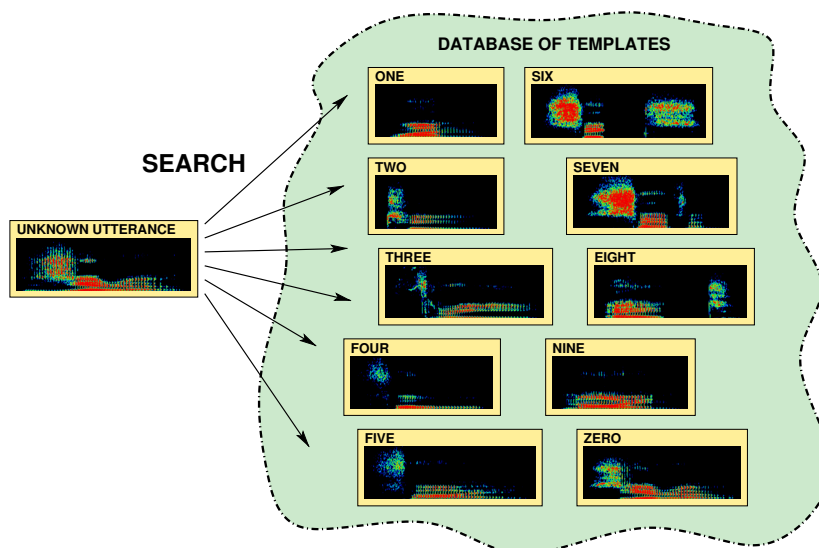 DATABASE OF TEMPLATES
ONE
SIX
SEARCH
TWO
SEVEN
UNKNOWN UTTERANCE
THREE
EIGHT
FOUR
NINE
FIVE
ZERO